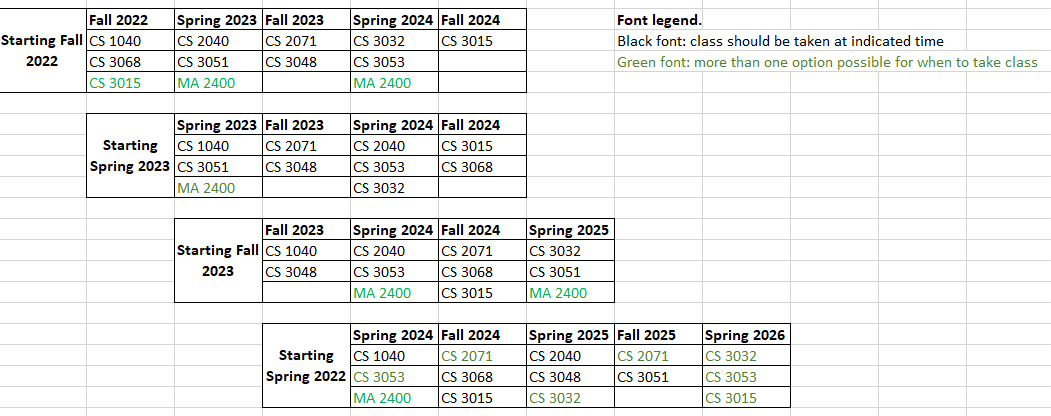 Fall 2022 Spring 2023 Fall 2023 Spring 2024 Fall 2024 Font legend.
Starting Fall 2022 CS 1040 CS 2040 CS 2071 CS 3032 CS 3015 Black font: class should be taken at indicated time
CS 3068 CS 3051 CS 3048 CS 3053 Green font: more than one option possible for when to take class
CS 3015 MA 2400 MA 2400
Spring 2023 Fall 2023 Spring 2024 Fall 2024
Starting Spring 2023 CS 1040 CS 2071 CS 2040 CS 3015
CS 3051 CS 3048 CS 3053 CS 3068
MA 2400 CS 3032
Fall 2023 Spring 2024 Fall 2024 Spring 2025
Starting Fall 2023 CS 1040 CS 2040 CS 2071 CS 3032
CS 3048 CS 3053 CS 3068 CS 3051
MA 2400 CS 3015 MA 2400
Spring 2024 Fall 2024 Spring 2025 Fall 2025 Spring 2026
Starting Spring 2022 CS 1040 CS 2071 CS 2040 CS 2071 CS 3032
CS 3053 CS 3068 CS 3048 CS 3051 CS 3053
MA 2400 CS 3015 CS 3032 CS 3015